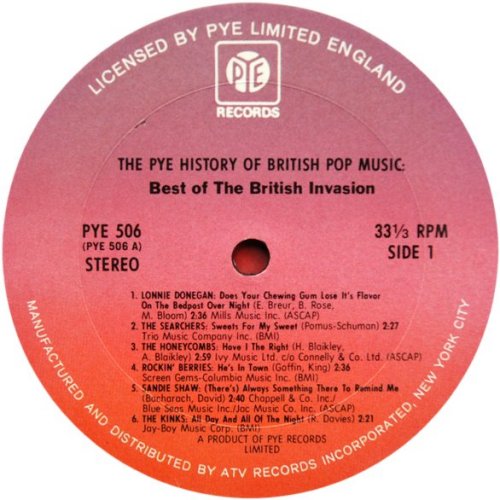 LICENSED BY PYE LIMITED ENGLAND
PYE
RECORDS
THE PYE HISTORY OF BRITISH POP MUSIC:
Best of The British Invasion
PYE 506
(PYE 506 A)
STEREO
33⅓ RPM
SIDE 1
1. LONNIE DONEGAN: Does Your Chewing Gum Lose It's Flavor
On The Bedpost Over Night (E. Breur, B. Rose,
M. Bloom) 2:36 Mills Music Inc. (ASCAP)
2. THE SEARCHERS: Sweets For My Sweet (Pomus-Schuman) 2:27
Trio Music Company Inc. (BMI)
3. THE HONEYCOMBS: Have I The Right (H. Blaikley,
A. Blaikley) 2:59 Ivy Music Ltd. c/o Connelly & Co. Ltd. (ASCAP)
4. ROCKIN' BERRIES: He's In Town (Goffin, King) 2:36
Screen Gems-Columbia Music Inc. (BMI)
5. SANDIE SHAW: (There's) Always Something There To Remind Me
(Bucharach, David) 2:40 Chappell & Co. Inc./
Blue Seas Music Inc./Jac Music Co. Inc. (ASCAP)
6. THE KINKS: All Day And All Of The Night (R. Davies) 2:21
Jay-Boy Music Corp. (BMI)
A PRODUCT OF PYE RECORDS
LIMITED
MANUFACTURED AND DISTRIBUTED BY ATV RECORDS INCORPORATED, NEW YORK CITY